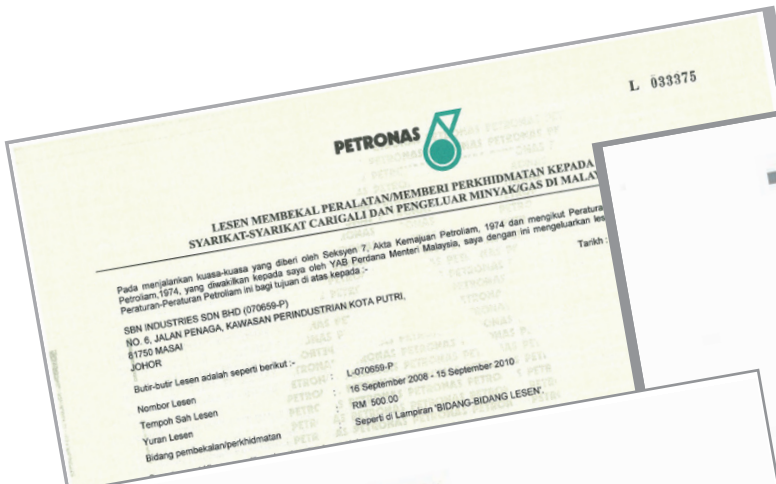 L 033375
PETRONAS
LESEN MEMBEKAL PERALATAN/MEMBERI PERKHIDMATAN KEPADA
SYARIKAT-SYARIKAT CARIGALI DAN PENGELUAR MINYAK/GAS DI MALAY
Pada menjalankan kuasa-kuasa yang diberi oleh Seksyen 7, Akta Kemajuan Petroliam, 1974 dan mengikut Peratura
Petroliam,1974, yang diwakilkan kepada saya oleh YAB Perdana Menteri Malaysia, saya dengan ini mengeluarkan les
Peraturan-Peraturan Petroliam ini bagi tujuan di atas kepada :-
Tarikh :
SBN INDUSTRIES SDN BHD (070659-P)
NO. 6, JALAN PENAGA, KAWASAN PERINDUSTRIAN KOTA PUTRI,
81750 MASAI
JOHOR
Butir-butir Lesen adalah seperti berikut :-
Nombor Lesen : L-070659-P
Tempoh Sah Lesen : 16 September 2008 - 15 September 2010
Yuran Lesen : RM 500.00
Bidang pembekalan/perkhidmatan : Seperti di Lampiran 'BIDANG-BIDANG LESEN'.